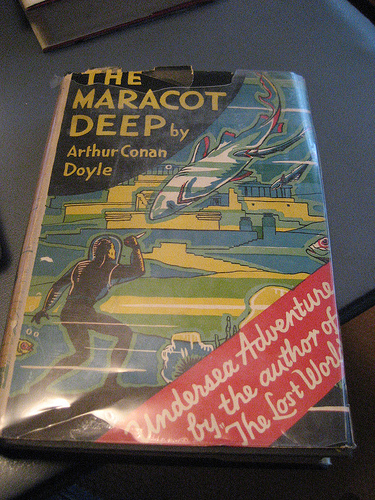 THE
MARACOT
DEEP by
Arthur Conan
Doyle
Undersea Adventure
by the author of
"The Lost World